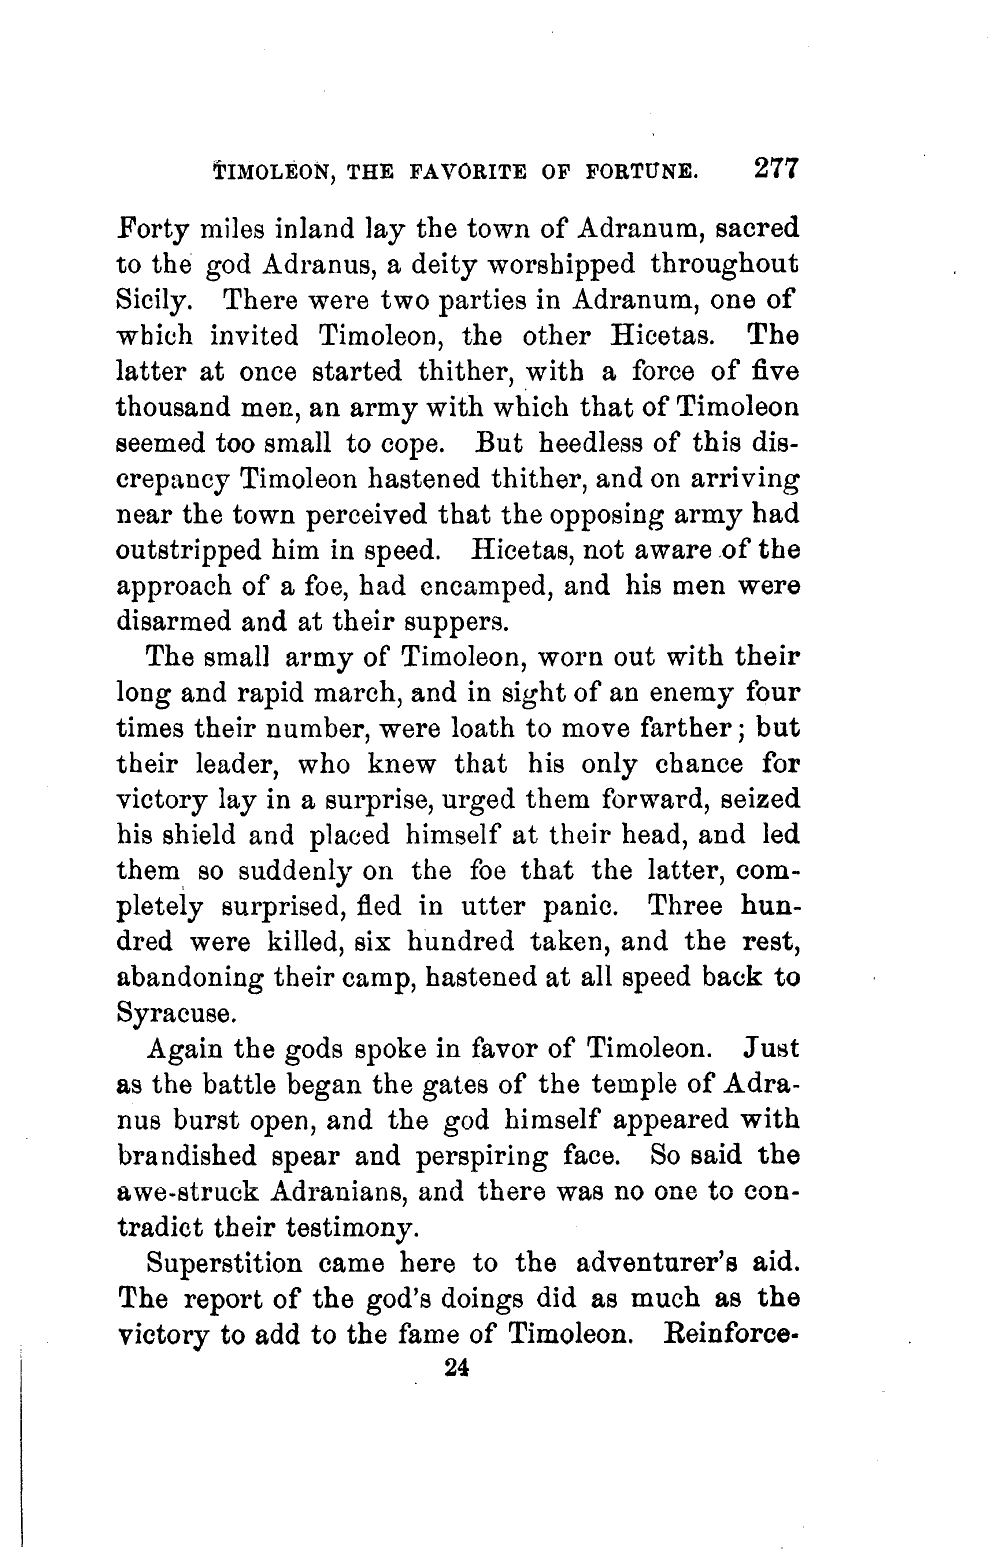 TIMOLEON, THE FAVORITE OF FORTUNE. 277
Forty miles inland lay the town of Adranum, sacred
to the god Adranus, a deity worshipped throughout
Sicily. There were two parties in Adranum, one of
which invited Timoleon, the other Hicetas. The
latter at once started thither, with a force of five
thousand men, an army with which that of Timoleon
seemed too small to cope. But heedless of this dis-
crepancy Timoleon hastened thither, and on arriving
near the town perceived that the opposing army had
outstripped him in speed. Hicetas, not aware of the
approach of a foe, had encamped, and his men were
disarmed and at their suppers.
The small army of Timoleon, worn out with their
long and rapid march, and in sight of an enemy four
times their number, were loath to move farther; but
their leader, who knew that his only chance for
victory lay in a surprise, urged them forward, seized
his shield and placed himself at their head, and led
them so suddenly on the foe that the latter, com-
pletely surprised, fled in utter panic. Three hun-
dred were killed, six hundred taken, and the rest,
abandoning their camp, hastened at all speed back to
Syracuse.
Again the gods spoke in favor of Timoleon. Just
as the battle began the gates of the temple of Adra-
nus burst open, and the god himself appeared with
brandished spear and perspiring face. So said the
awe-struck Adranians, and there was no one to con-
tradict their testimony.
Superstition came here to the adventurer's aid.
The report of the god's doings did as much as the
victory to add to the fame of Timoleon. Reinforce-
24